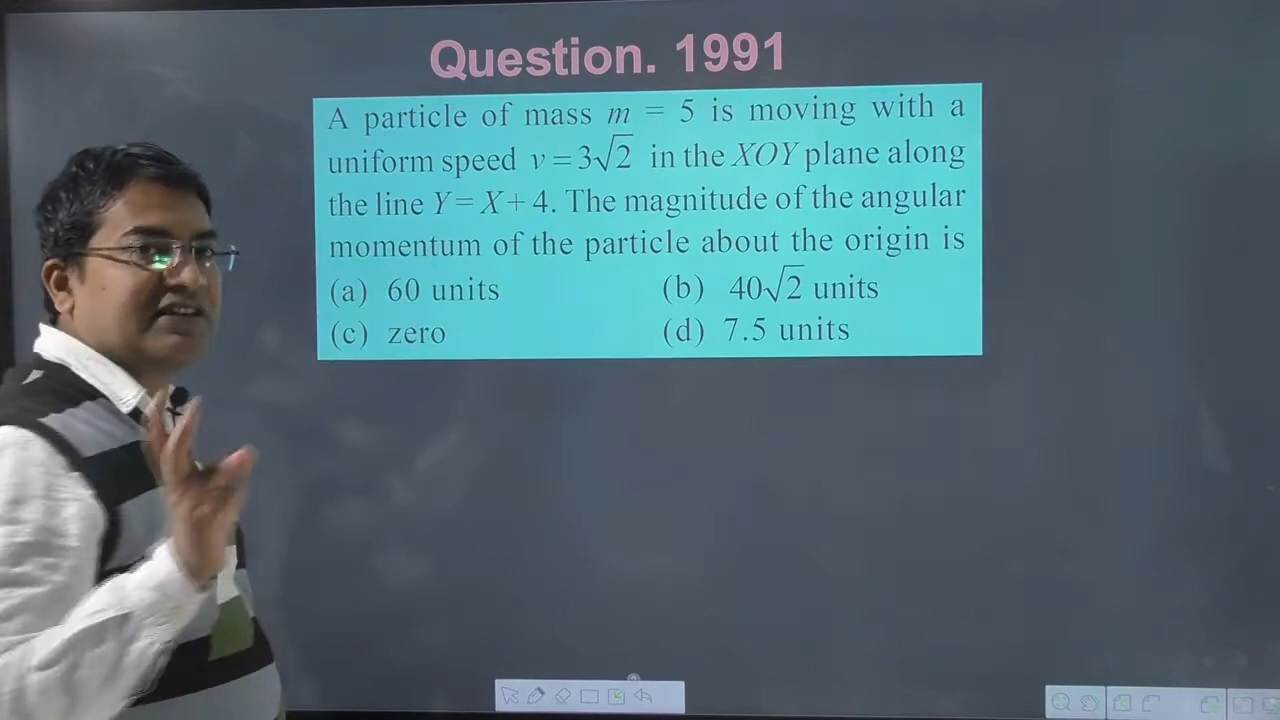 Question. 1991
A particle of mass m = 5 is moving with a
uniform speed v = 3√2 in the XOY plane along
the line Y = X + 4. The magnitude of the angular
momentum of the particle about the origin is
(a) 60 units (b) 40√2 units
(c) zero (d) 7.5 units